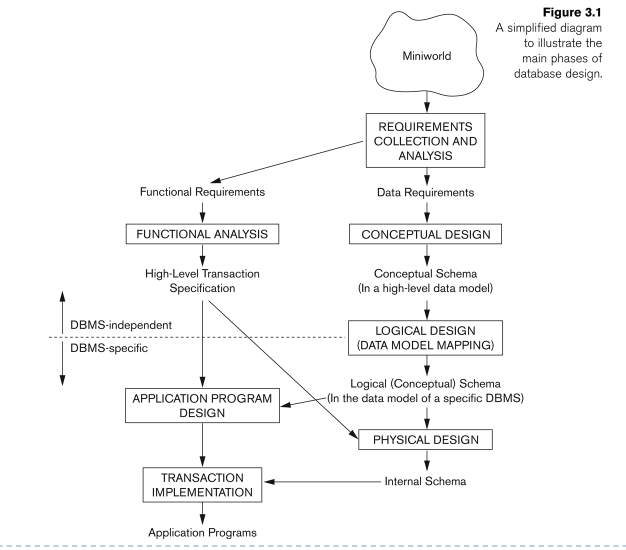 Figure 3.1
A simplified diagram
to illustrate the
main phases of
database design.
Miniworld
REQUIREMENTS
COLLECTION AND
ANALYSIS
Functional Requirements
Data Requirements
FUNCTIONAL ANALYSIS
CONCEPTUAL DESIGN
High-Level Transaction
Specification
Conceptual Schema
(In a high-level data model)
DBMS-independent
DBMS-specific
LOGICAL DESIGN
(DATA MODEL MAPPING)
Logical (Conceptual) Schema
(In the data model of a specific DBMS)
APPLICATION PROGRAM
DESIGN
PHYSICAL DESIGN
TRANSACTION
IMPLEMENTATION
Internal Schema
Application Programs